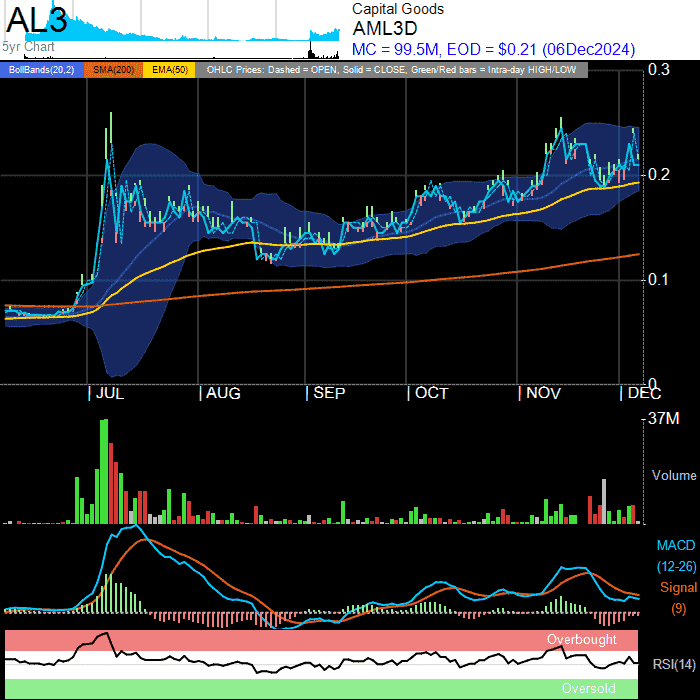 AL3
5yr Chart
Capital Goods
AML3D
MC = 99.5M, EOD = $0.21 (06Dec2024)
BollBands(20,2) SMA(200) EMA(50) OHLC Prices: Dashed = OPEN, Solid = CLOSE, Green/Red bars = Intra-day HIGH/LOW
0.3
0.2
0.1
0
| JUL | AUG | SEP | OCT | NOV | DEC
37M
Volume
MACD
(12-26)
Signal
(9)
Overbought
RSI(14)
Oversold